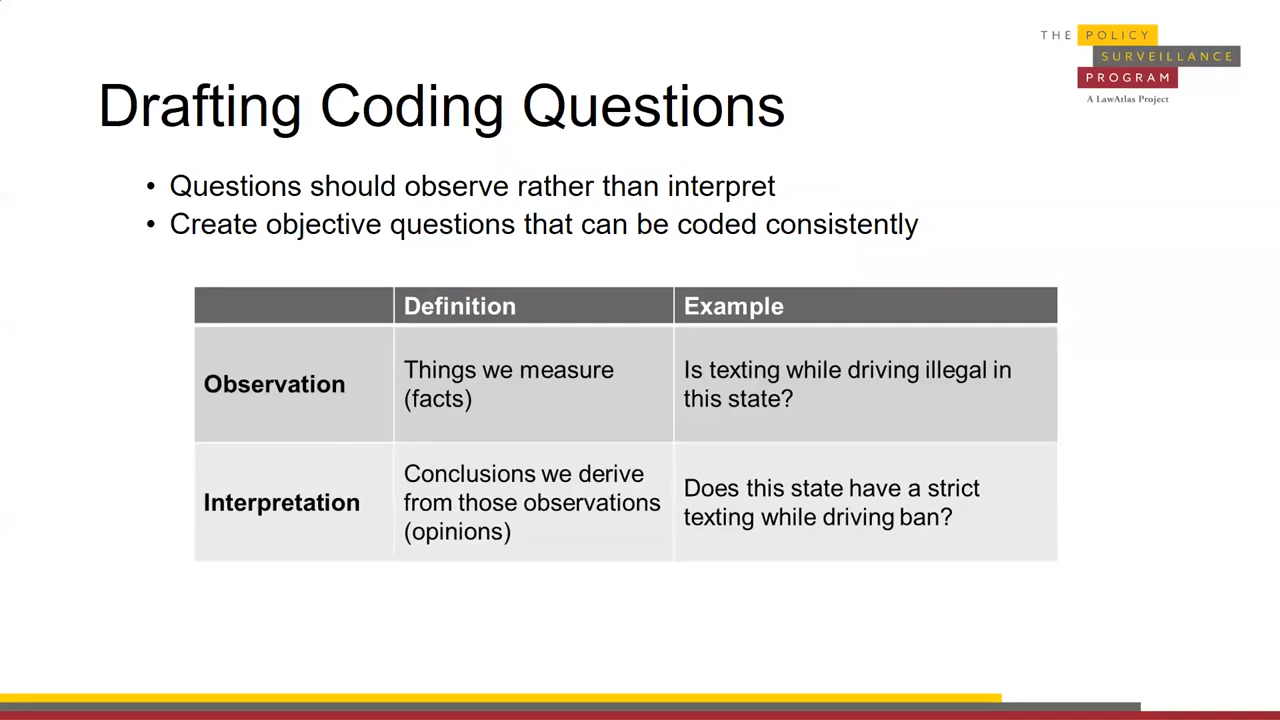 THE POLICY
SURVEILLANCE
PROGRAM
A LawAtlas Project
Drafting Coding Questions
• Questions should observe rather than interpret
• Create objective questions that can be coded consistently
Definition
Example
Observation
Things we measure
(facts)
Is texting while driving illegal in
this state?
Interpretation
Conclusions we derive
from those observations
(opinions)
Does this state have a strict
texting while driving ban?